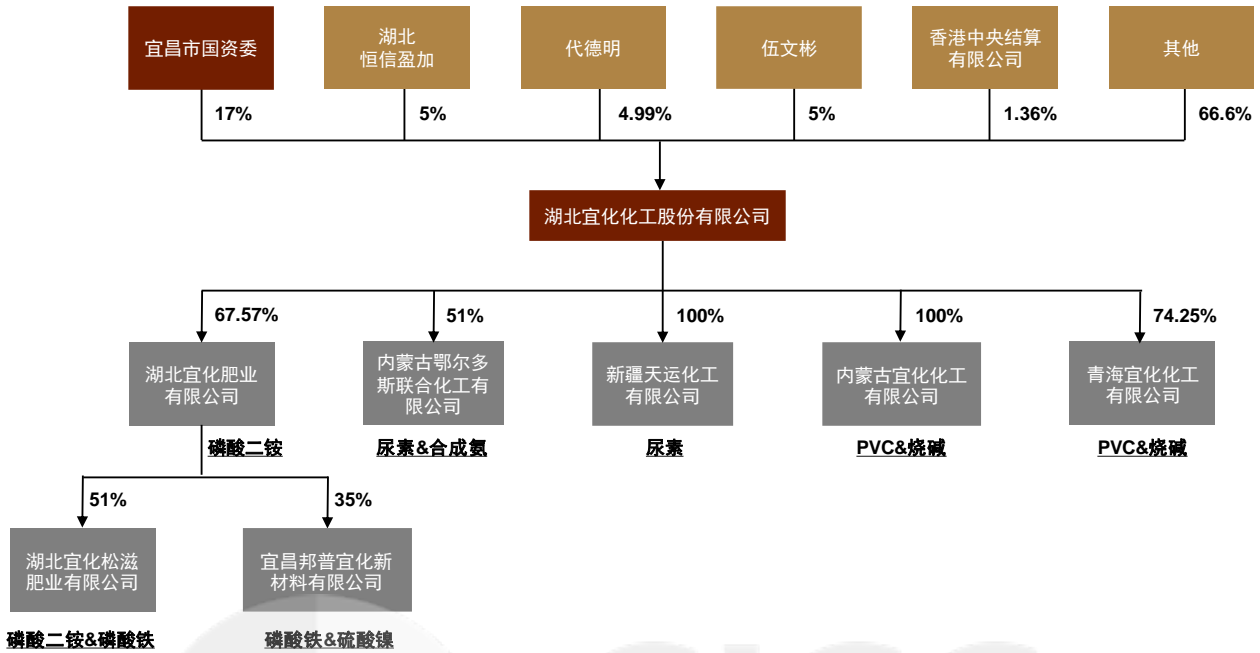 宜昌市国资委
湖北
恒信盈加
代德明
伍文彬
香港中央结算
有限公司
其他
17%
5%
4.99%
5%
1.36%
66.6%
湖北宜化化工股份有限公司
67.57%
51%
100%
100%
74.25%
湖北宜化肥业
有限公司
内蒙古鄂尔多
斯联合化工有
限公司
新疆天运化工
有限公司
内蒙古宜化化工
有限公司
青海宜化化工
有限公司
磷酸二铵
尿素&合成氨
尿素
PVC&烧碱
PVC&烧碱
51%
35%
湖北宜化松滋
肥业有限公司
宜昌邦普宜化新
材料有限公司
磷酸二铵&磷酸铁
磷酸铁&硫酸镍